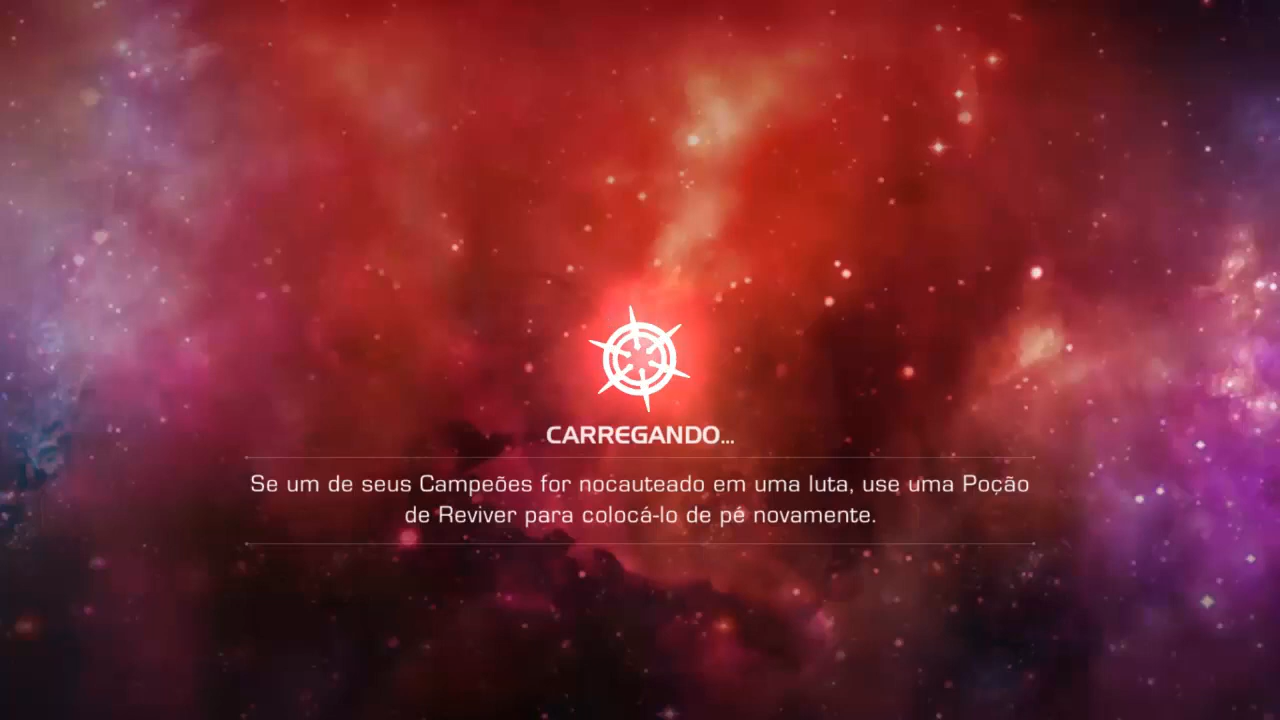 CARREGANDO...
Se um de seus Campeões for nocauteado em uma luta, use uma Poção
de Reviver para colocá-lo de pé novamente.